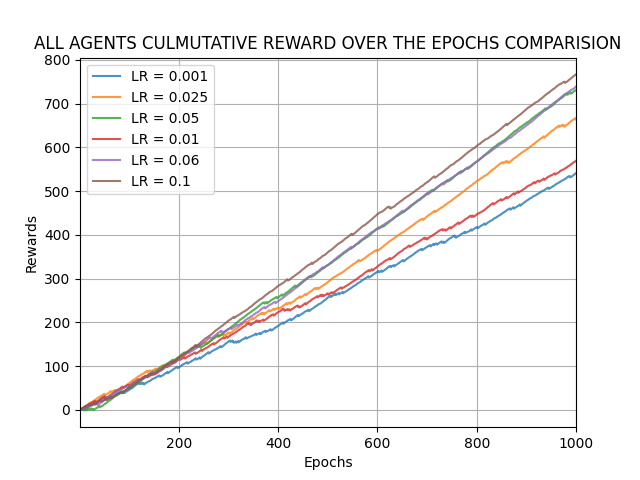 ALL AGENTS CULMUTATIVE REWARD OVER THE EPOCHS COMPARISION
LR = 0.001
LR = 0.025
LR = 0.05
LR = 0.01
LR = 0.06
LR = 0.1
Rewards
800
700
600
500
400
300
200
100
0
200
400
600
800
1000
Epochs